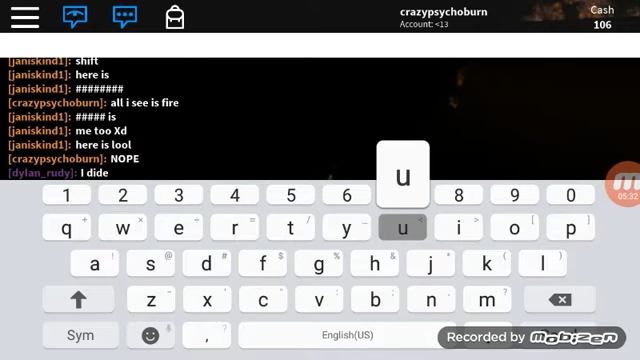 crazypsychoburn
Account: <13
Cash
106
[janiskind1]: shift
[janiskind1]: here is
[janiskind1]: ########
[crazypsychoburn]: all i see is fire
[janiskind1]: ##### is
[janiskind1]: me too Xd
[janiskind1]: here is lool
[crazypsychoburn]: NOPE
[dylan_rudy]: I dide
u
1 2 3 4 5 6 8 9 0
q + w × e ÷ r = t / y _ u < i > o [ p ]
a ! s @ d # f $ g % h & j * k ( l )
z - x ' c " v : b ; n , m ?
Sym , ? English(US)
05:32
Recorded by mobizen